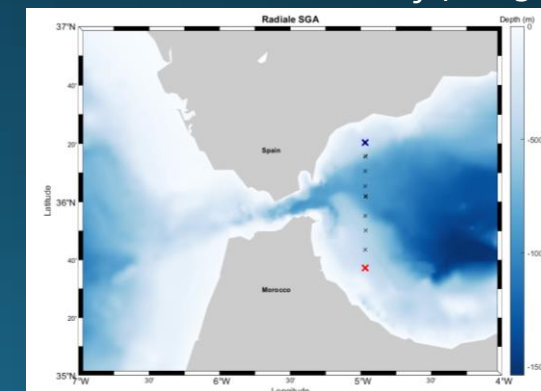 Radiale SGA
Depth (m)
37°N
0
40'
20'
Spain
-500
Latitude
36°N
40'
-100
Morocco
20'
35°N
-150
7°W
30'
6°W
30'
5°W
30'
4°W
Longitude